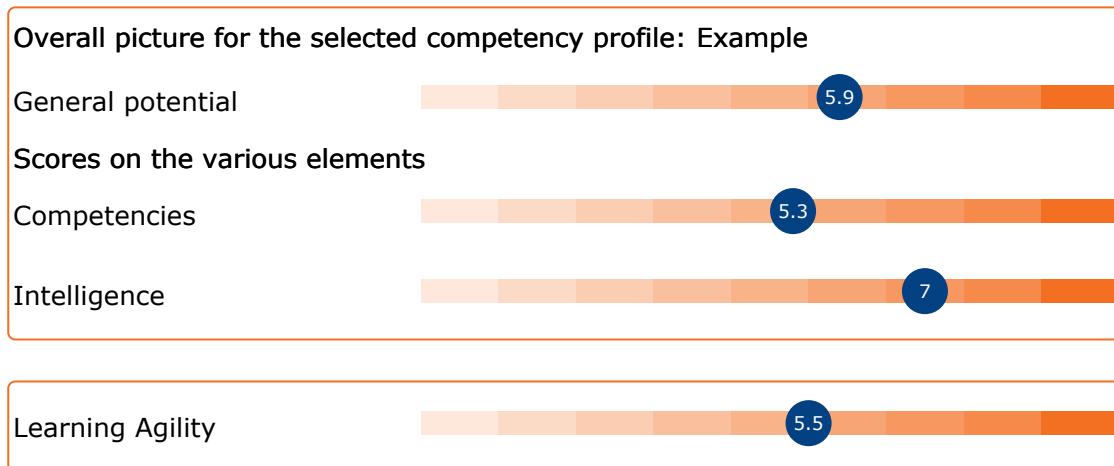 Overall picture for the selected competency profile: Example
General potential 5.9
Scores on the various elements
Competencies 5.3
Intelligence 7
Learning Agility 5.5